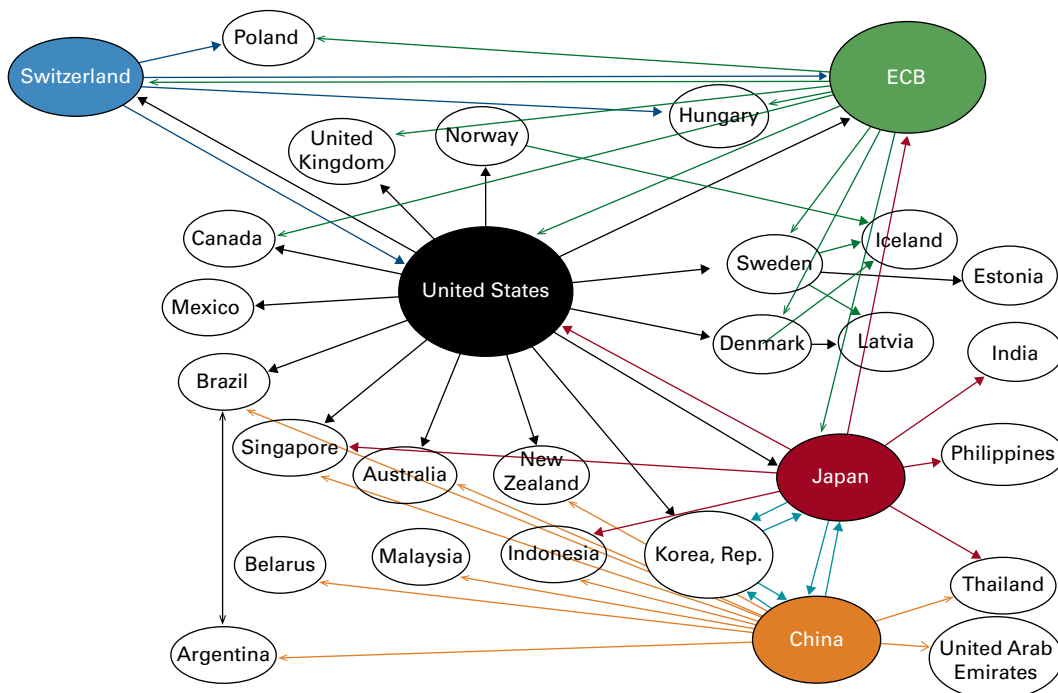 Poland
Switzerland
ECB
Hungary
United
Kingdom
Norway
Canada
Iceland
Sweden
Estonia
United States
Mexico
Denmark
Latvia
India
Brazil
Singapore
Australia
New
Zealand
Japan
Philippines
Belarus
Malaysia
Indonesia
Korea, Rep.
Thailand
China
Argentina
United Arab
Emirates